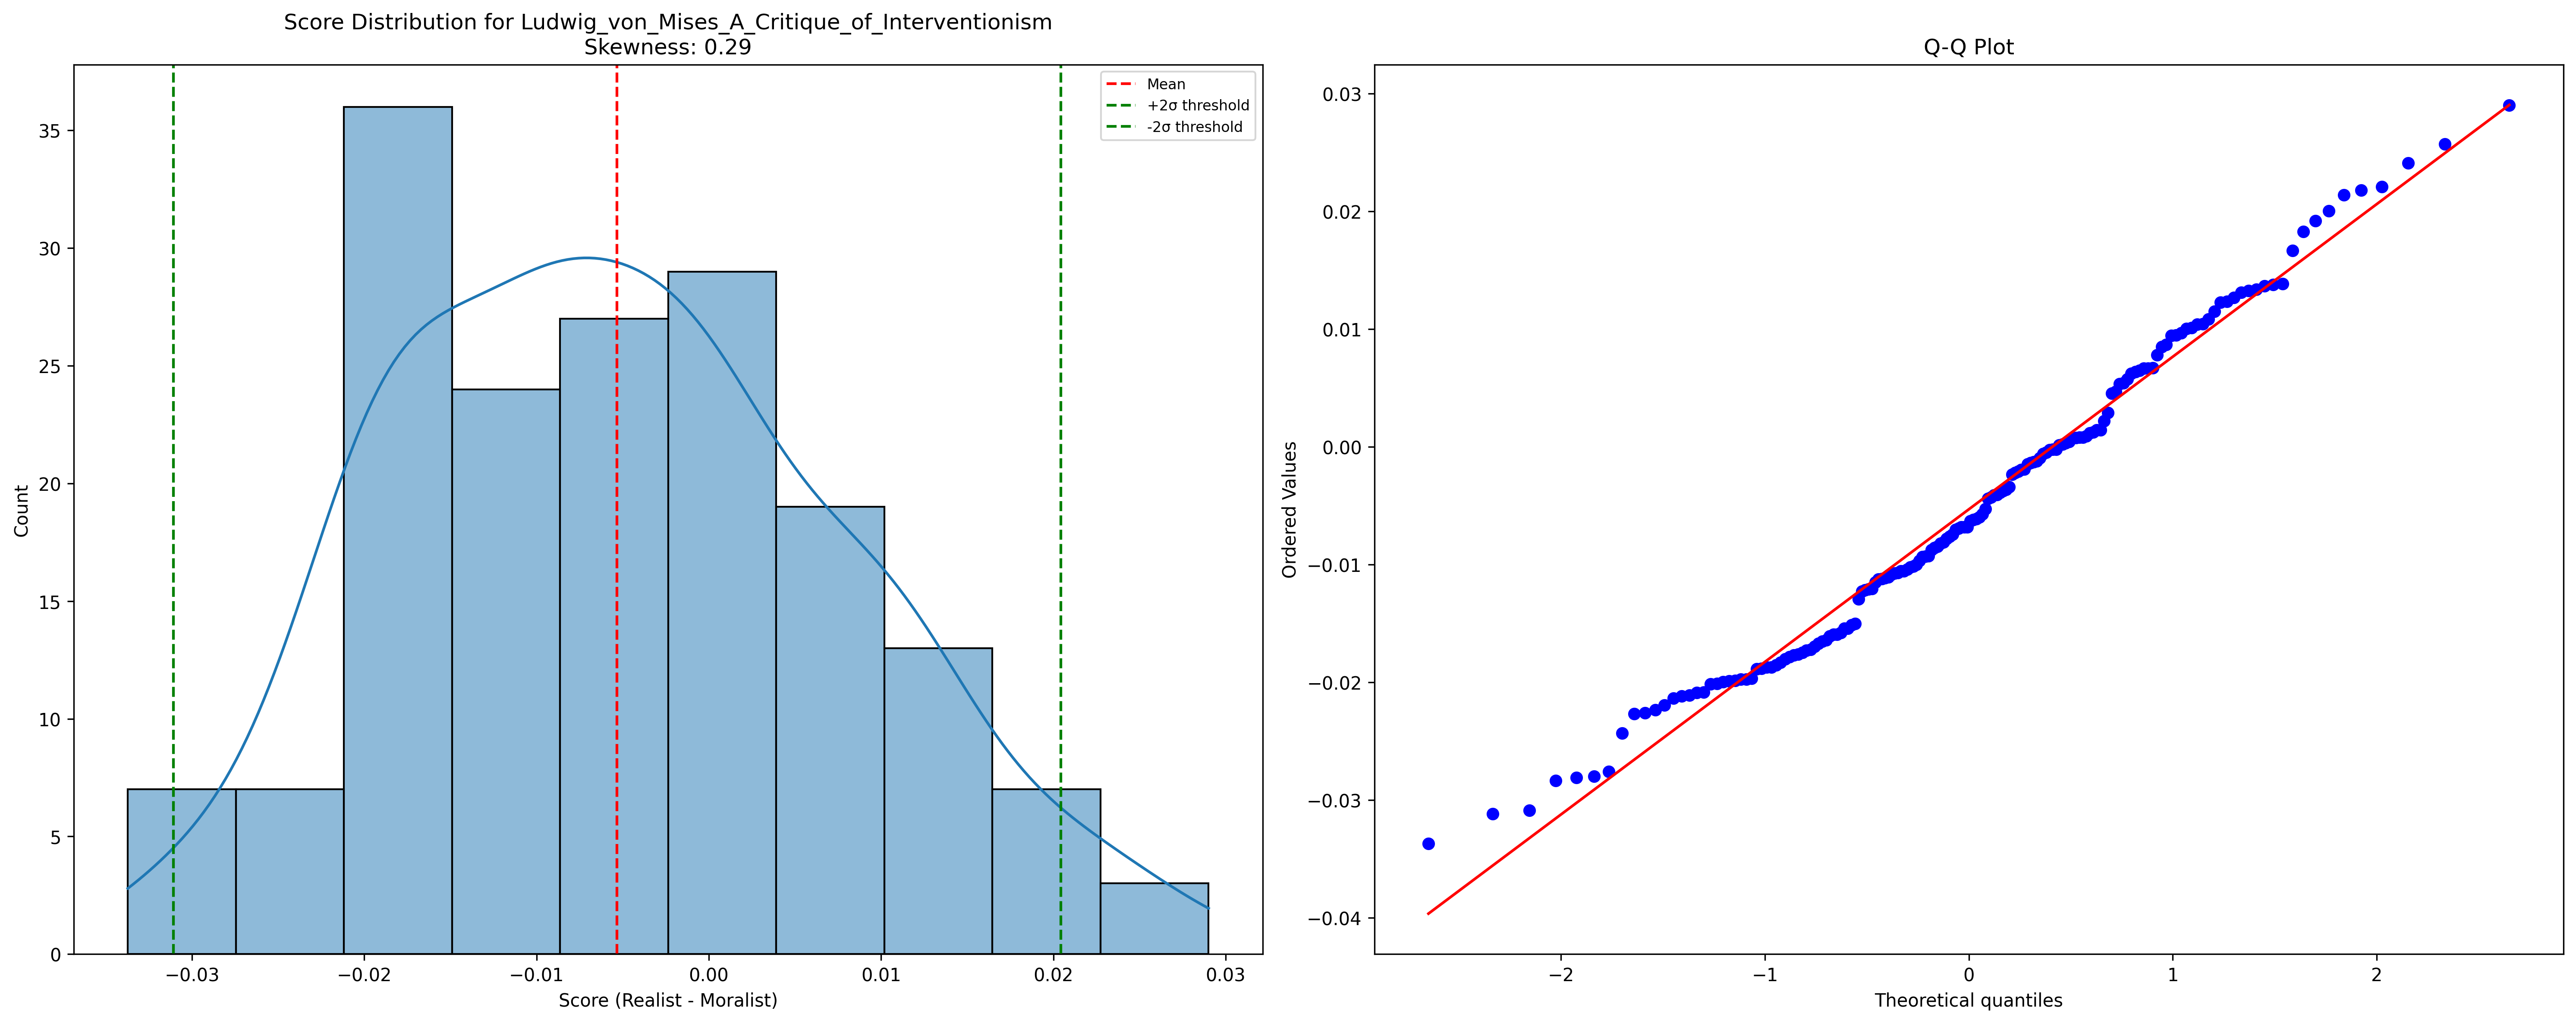 Score Distribution for Ludwig_von_Mises_A_Critique_of_Interventionism
Skewness: 0.29
Mean
+2σ threshold
-2σ threshold
Count
35
30
25
20
15
10
5
0
−0.03
−0.02
−0.01
0.00
0.01
0.02
0.03
Score (Realist - Moralist)
Q-Q Plot
Ordered Values
0.03
0.02
0.01
0.00
−0.01
−0.02
−0.03
−0.04
−2
−1
0
1
2
Theoretical quantiles